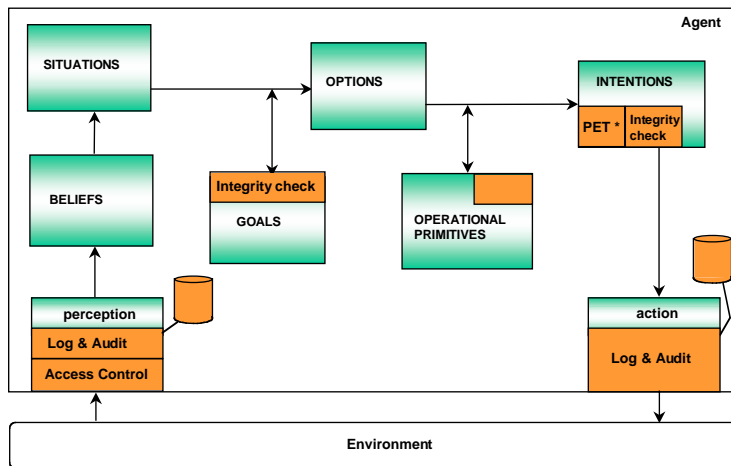 Agent
SITUATIONS
OPTIONS
INTENTIONS
PET *
Integrity
check
BELIEFS
Integrity check
GOALS
OPERATIONAL
PRIMITIVES
perception
Log & Audit
Access Control
action
Log & Audit
Environment